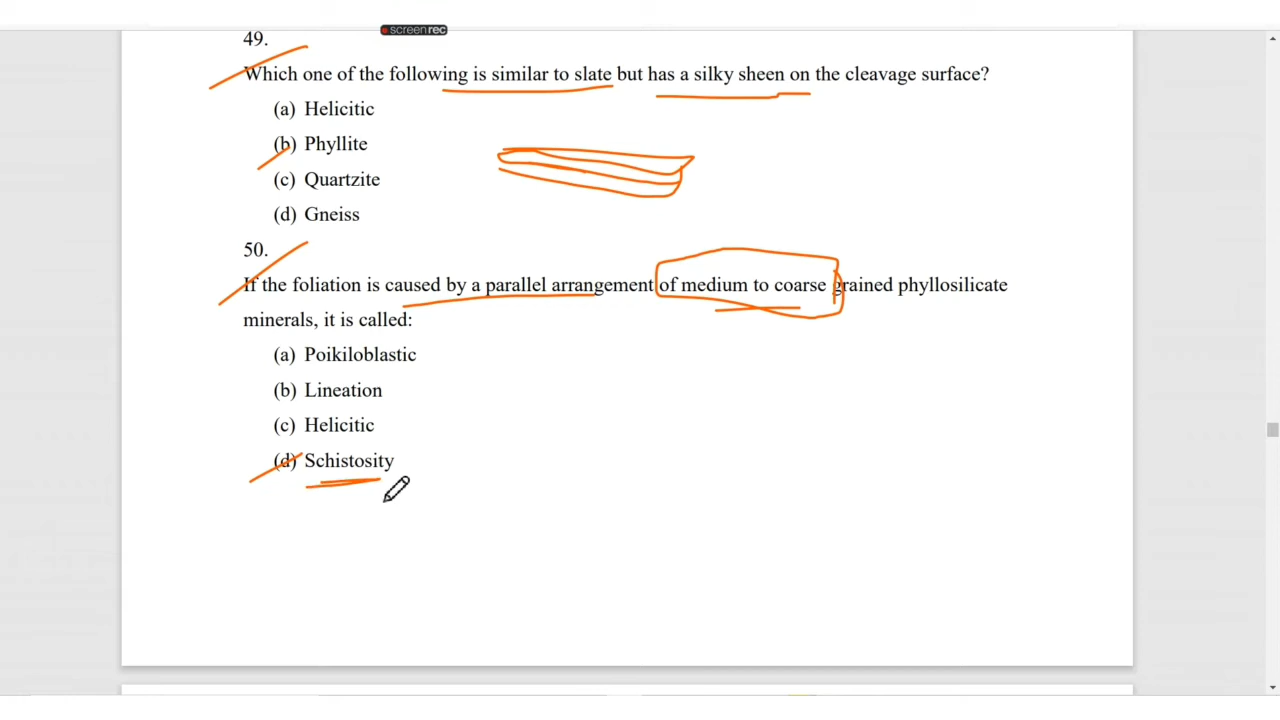 screenrec
49.
Which one of the following is similar to slate but has a silky sheen on the cleavage surface?
(a) Helicitic
(b) Phyllite
(c) Quartzite
(d) Gneiss
50.
If the foliation is caused by a parallel arrangement of medium to coarse grained phyllosilicate
minerals, it is called:
(a) Poikiloblastic
(b) Lineation
(c) Helicitic
(d) Schistosity